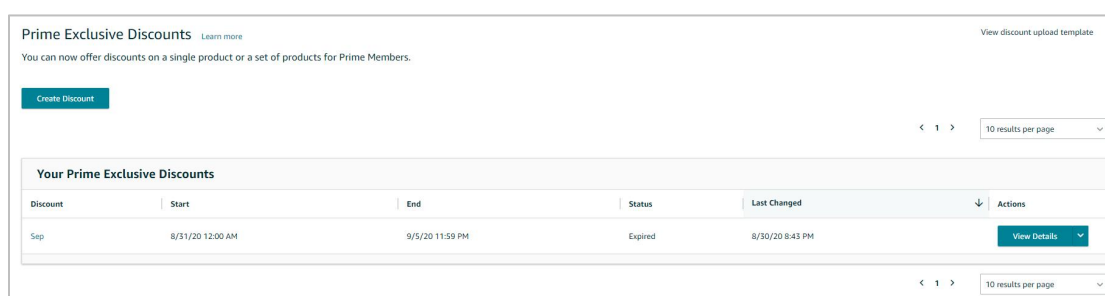 Prime Exclusive Discounts Learn more
View discount upload template
You can now offer discounts on a single product or a set of products for Prime Members.
Create Discount
< 1 > 10 results per page
Your Prime Exclusive Discounts
Discount Start End Status Last Changed Actions
Sep 8/31/20 12:00 AM 9/5/20 11:59 PM Expired 8/30/20 8:43 PM View Details
< 1 > 10 results per page